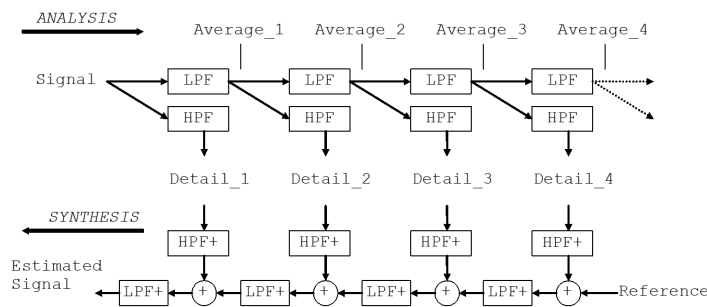 ANALYSIS
Average_1 Average_2 Average_3 Average_4
Signal LPF LPF LPF LPF
HPF HPF HPF HPF
Detail_1 Detail_2 Detail_3 Detail_4
SYNTHESIS
HPF+ HPF+ HPF+ HPF+
Estimated
Signal
LPF+ + LPF+ + LPF+ + LPF+ + Reference